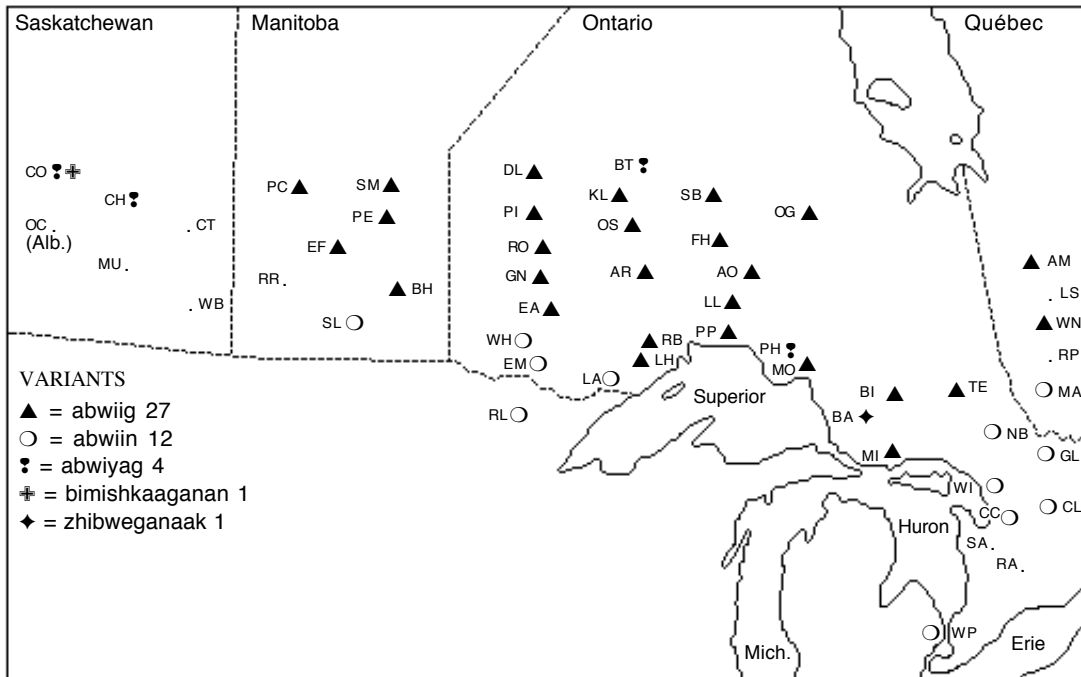 Saskatchewan Manitoba Ontario Québec
CO
CH
OC
(Alb.)
CT
MU
WB
PC
SM
PE
EF
RR
BH
SL
DL
BT
KL
SB
PI
OS
OG
RO
FH
GN
AR
AO
EA
LL
WH
RB
PP
EM
LH
PH
MO
LA
RL
BI
TE
BA
MI
AM
LS
WN
RP
MA
NB
GL
WI
CC
CL
SA
RA
WP
Superior
Huron
Mich.
Erie
VARIANTS
▲ = abwiig 27
❍ = abwiin 12
❢ = abwiyag 4
✙ = bimishkaaganan 1
✦ = zhibweganaak 1